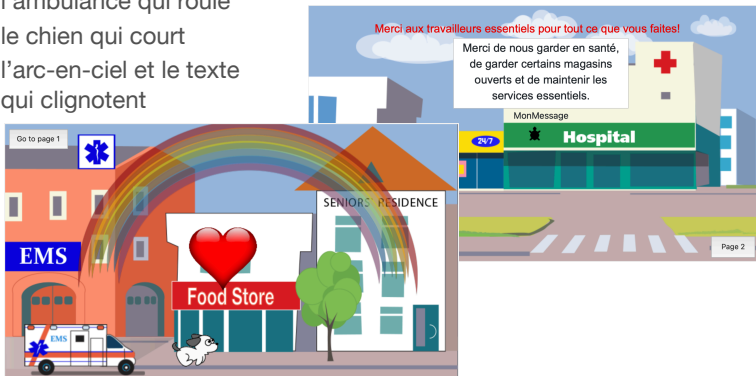 l'ambulance qui roule
le chien qui court
l'arc-en-ciel et le texte
qui clignotent
Merci aux travailleurs essentiels pour tout ce que vous faites!
Merci de nous garder en santé,
de garder certains magasins
ouverts et de maintenir les
services essentiels.
MonMessage
24/7
Hospital
Page 2
Go to page 1
SENIORS RESIDENCE
EMS
Food Store
EMS